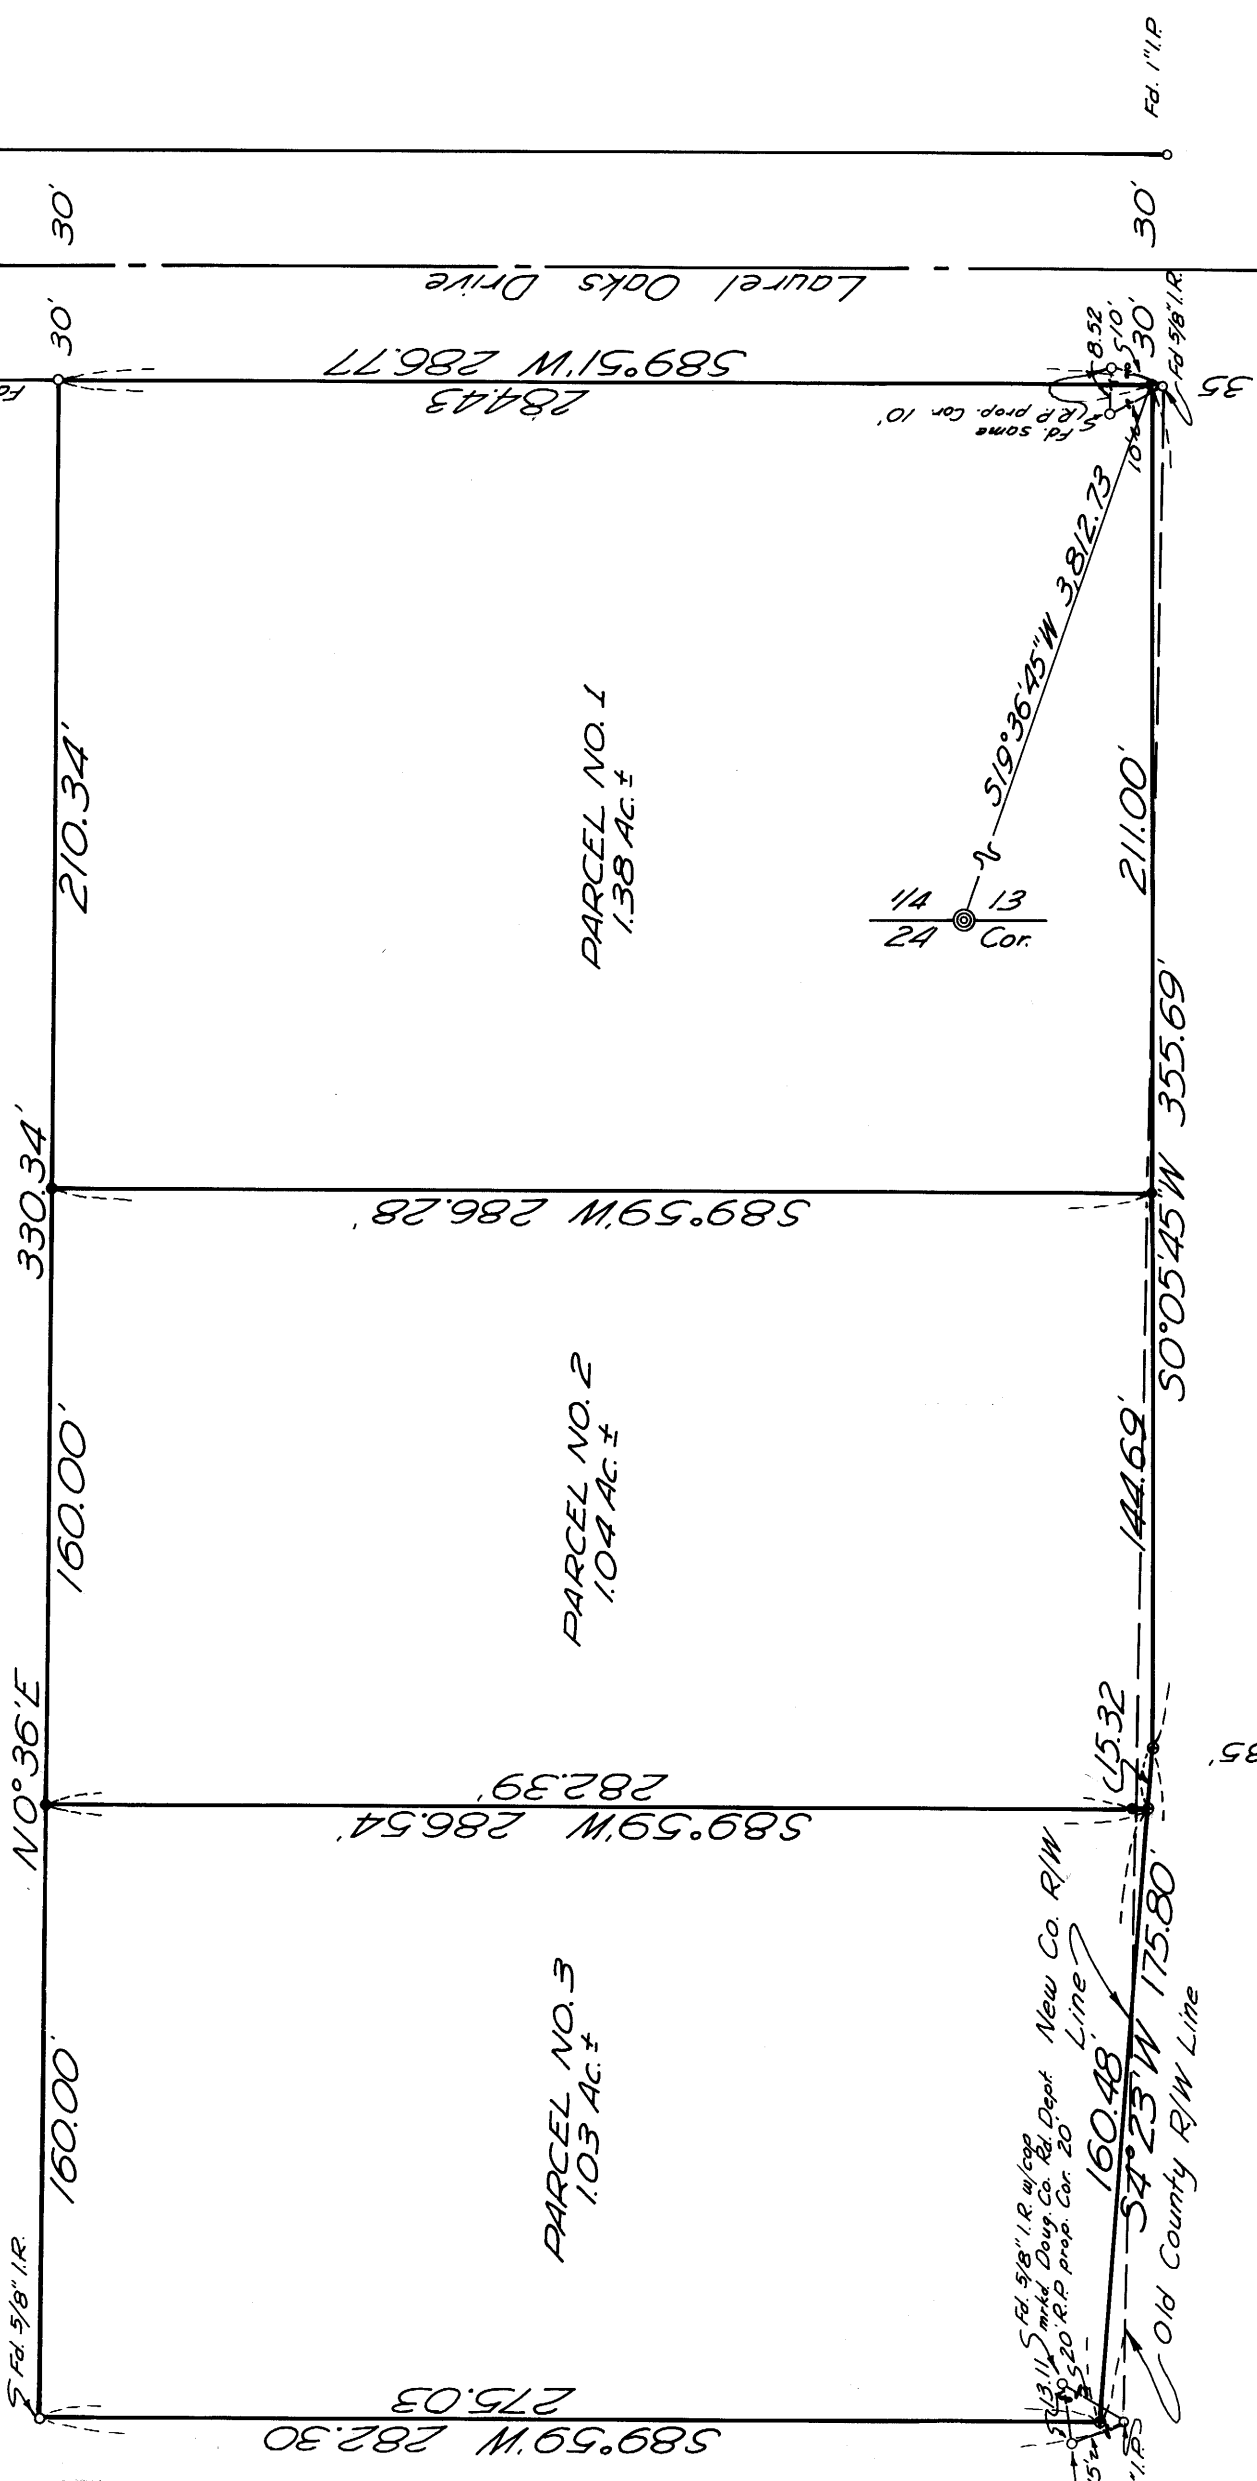 Fd. 1" I.P.
30'
30'
Laurel Oaks Drive
30'
30'
S89°51'W 286.77
284.43
8.52
S 10'
Fd. same
(R.P. prop. Cor. 10'
Fd 5/8" I.R.
35
S19°36'45"W 3,812.73
1/4 13
24 Cor.
210.34'
PARCEL NO. 1
1.38 Ac. ±
211.00'
330.34'
S89°59'W 286.28'
S0°05'45"W 355.69'
160.00'
PARCEL NO. 2
1.04 Ac. ±
144.69'
N0°36'E
282.39'
S89°59'W 286.54'
15.32
35'
160.00'
PARCEL NO. 3
1.03 Ac. ±
New Co. R/W
Line
160.48'
S4°23'W 175.80'
Old County R/W Line
Fd. 5/8" I.R. w/cap
mrkd. Doug. Co. Rd. Dept.
20' R.P. prop. Cor. 20'
13.11
Fd. 5/8" I.R.
275.03
S89°59'W 282.30
" I.P.